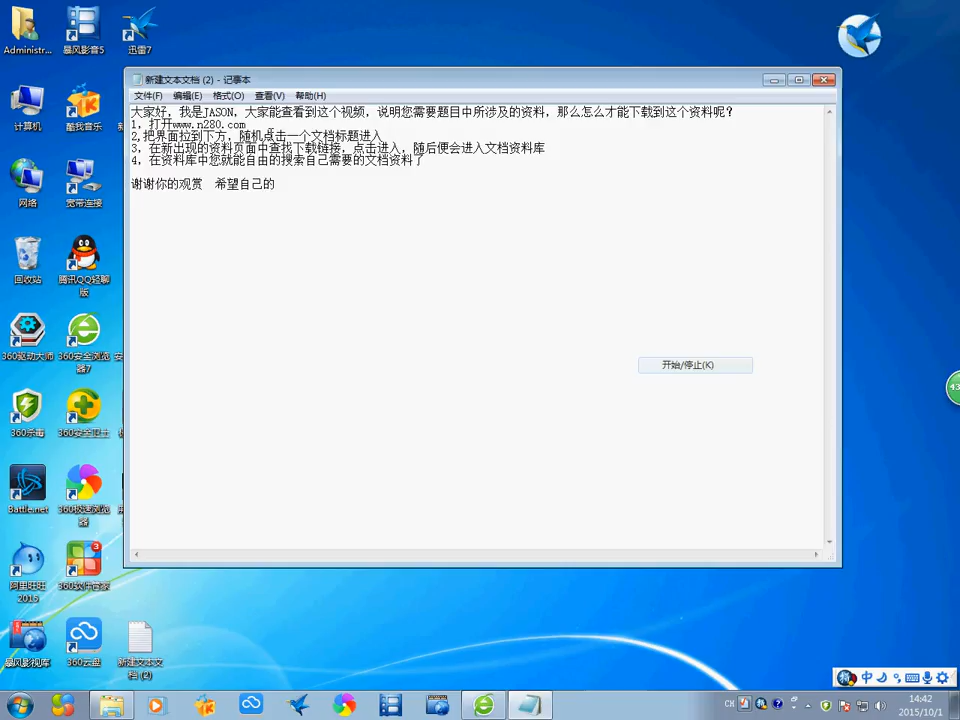 Administr...
暴风影音5
迅雷7
新建文本文档 (2) - 记事本
文件(F) 编辑(E) 格式(O) 查看(V) 帮助(H)
大家好，我是JASON，大家能查看到这个视频，说明您需要题目中所涉及的资料，那么怎么才能下载到这个资料呢？
1，打开www.n280.com
2,把界面拉到下方，随机点击一个文档标题进入
3，在新出现的资料页面中查找下载链接，点击进入，随后便会进入文档资料库
4，在资料库中您就能自由的搜索自己需要的文档资料了
谢谢你的观赏 希望自己的
开始/停止(K)
计算机
酷我音乐
网络
宽带连接
回收站
腾讯QQ轻聊版
360驱动大师
360安全浏览器7
360杀毒
360安全卫士
Battle.net
360极速浏览器
阿里旺旺2015
360软件管家
3
暴风影视库
360云盘
新建文本文档 (2)
43
中
CH
14:42
2015/10/1